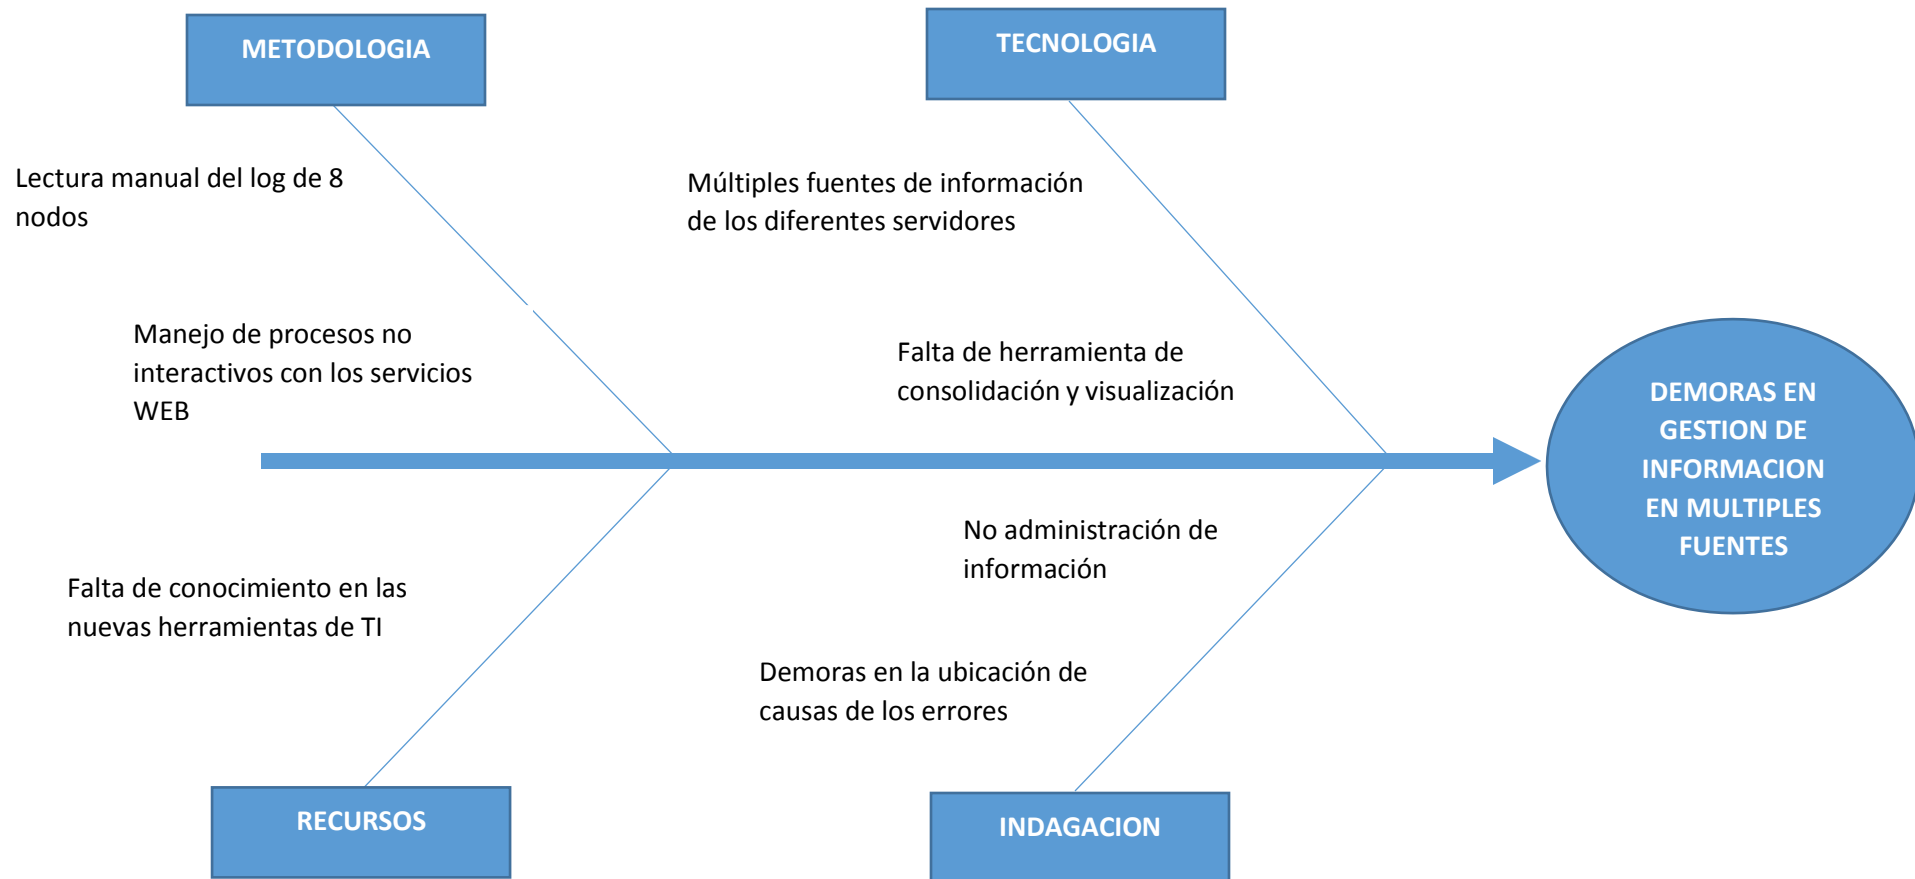 METODOLOGIA
TECNOLOGIA
Lectura manual del log de 8
nodos
Múltiples fuentes de información
de los diferentes servidores
Manejo de procesos no
interactivos con los servicios
WEB
Falta de herramienta de
consolidación y visualización
DEMORAS EN
GESTION DE
INFORMACION
EN MULTIPLES
FUENTES
No administración de
información
Falta de conocimiento en las
nuevas herramientas de TI
Demoras en la ubicación de
causas de los errores
RECURSOS
INDAGACION